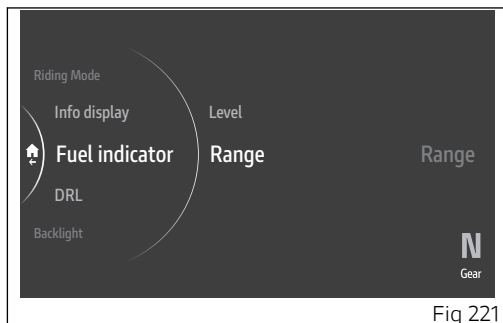 Riding Mode
Info display
Level
Fuel indicator
Range
Range
DRL
Backlight
N
Gear
Fig 221